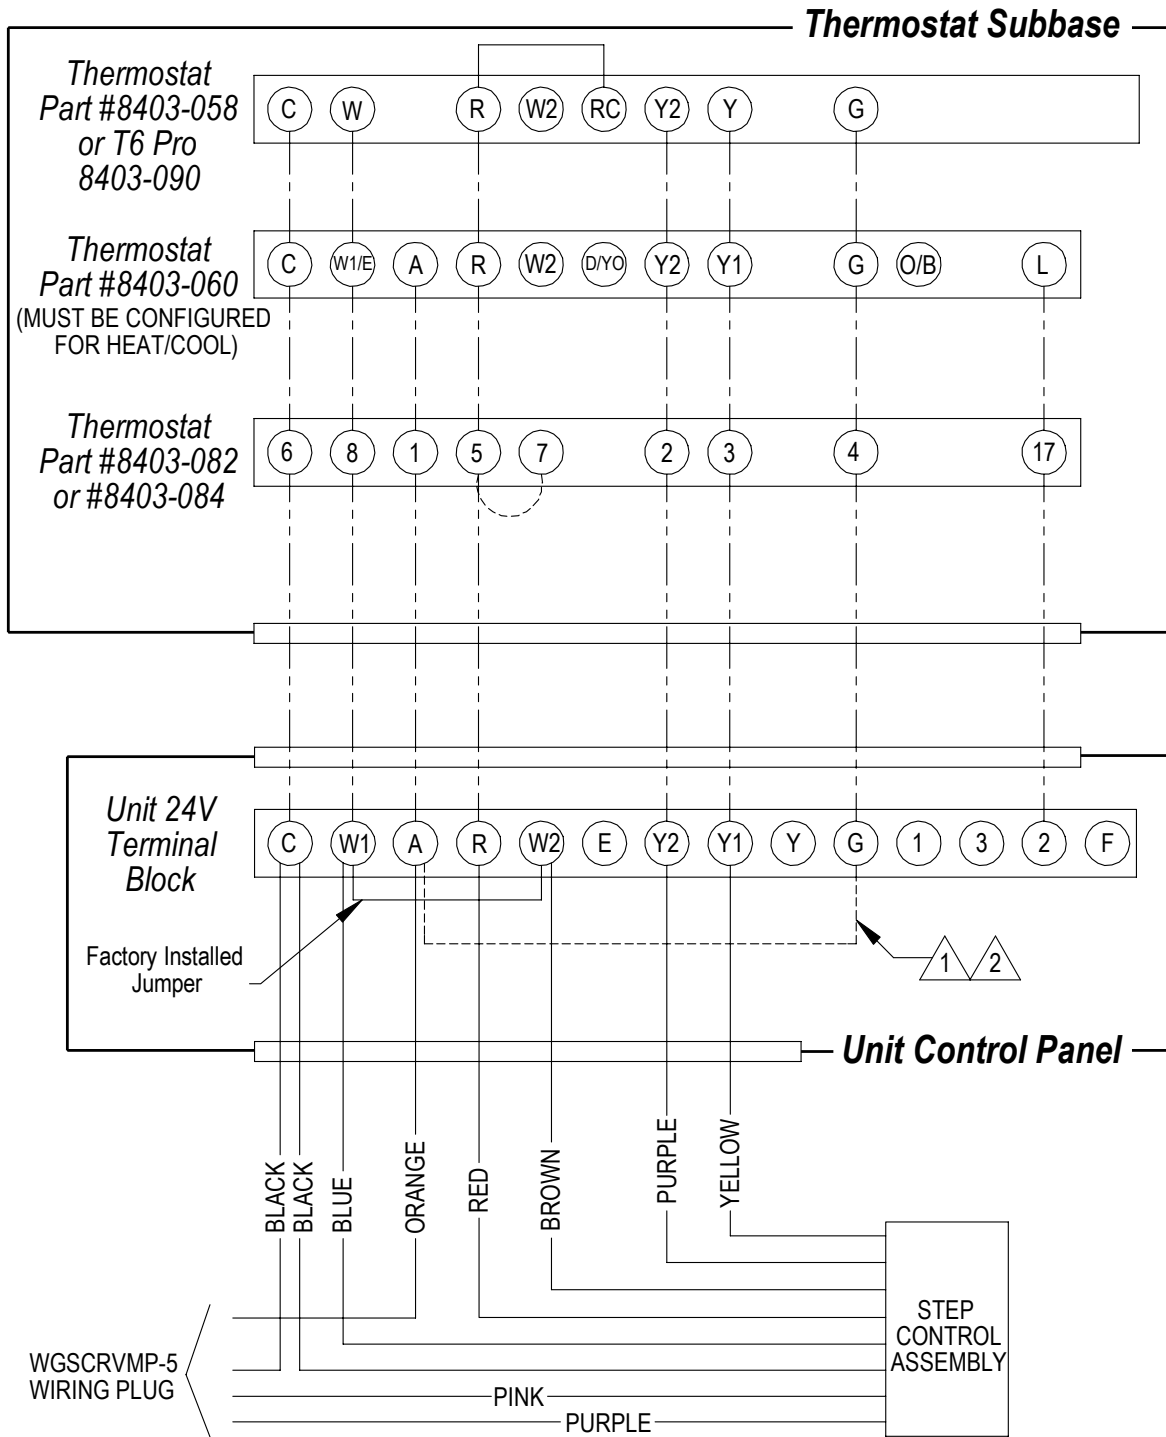 Thermostat Subbase
Thermostat
Part #8403-058
or T6 Pro
8403-090
C W R W2 RC Y2 Y G
Thermostat
Part #8403-060
(MUST BE CONFIGURED
FOR HEAT/COOL)
C W1/E A R W2 D/YO Y2 Y1 G O/B L
Thermostat
Part #8403-082
or #8403-084
6 8 1 5 7 2 3 4 17
Unit 24V
Terminal
Block
C W1 A R W2 E Y2 Y1 Y G 1 3 2 F
Factory Installed
Jumper
1 2
Unit Control Panel
BLACK
BLACK
BLUE
ORANGE
RED
BROWN
PURPLE
YELLOW
STEP
CONTROL
ASSEMBLY
WGSCRVMP-5
WIRING PLUG
PINK
PURPLE